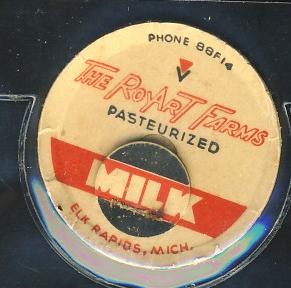 PHONE 88F14
THE ROYART FARMS
PASTEURIZED
MILK
ELK RAPIDS, MICH.